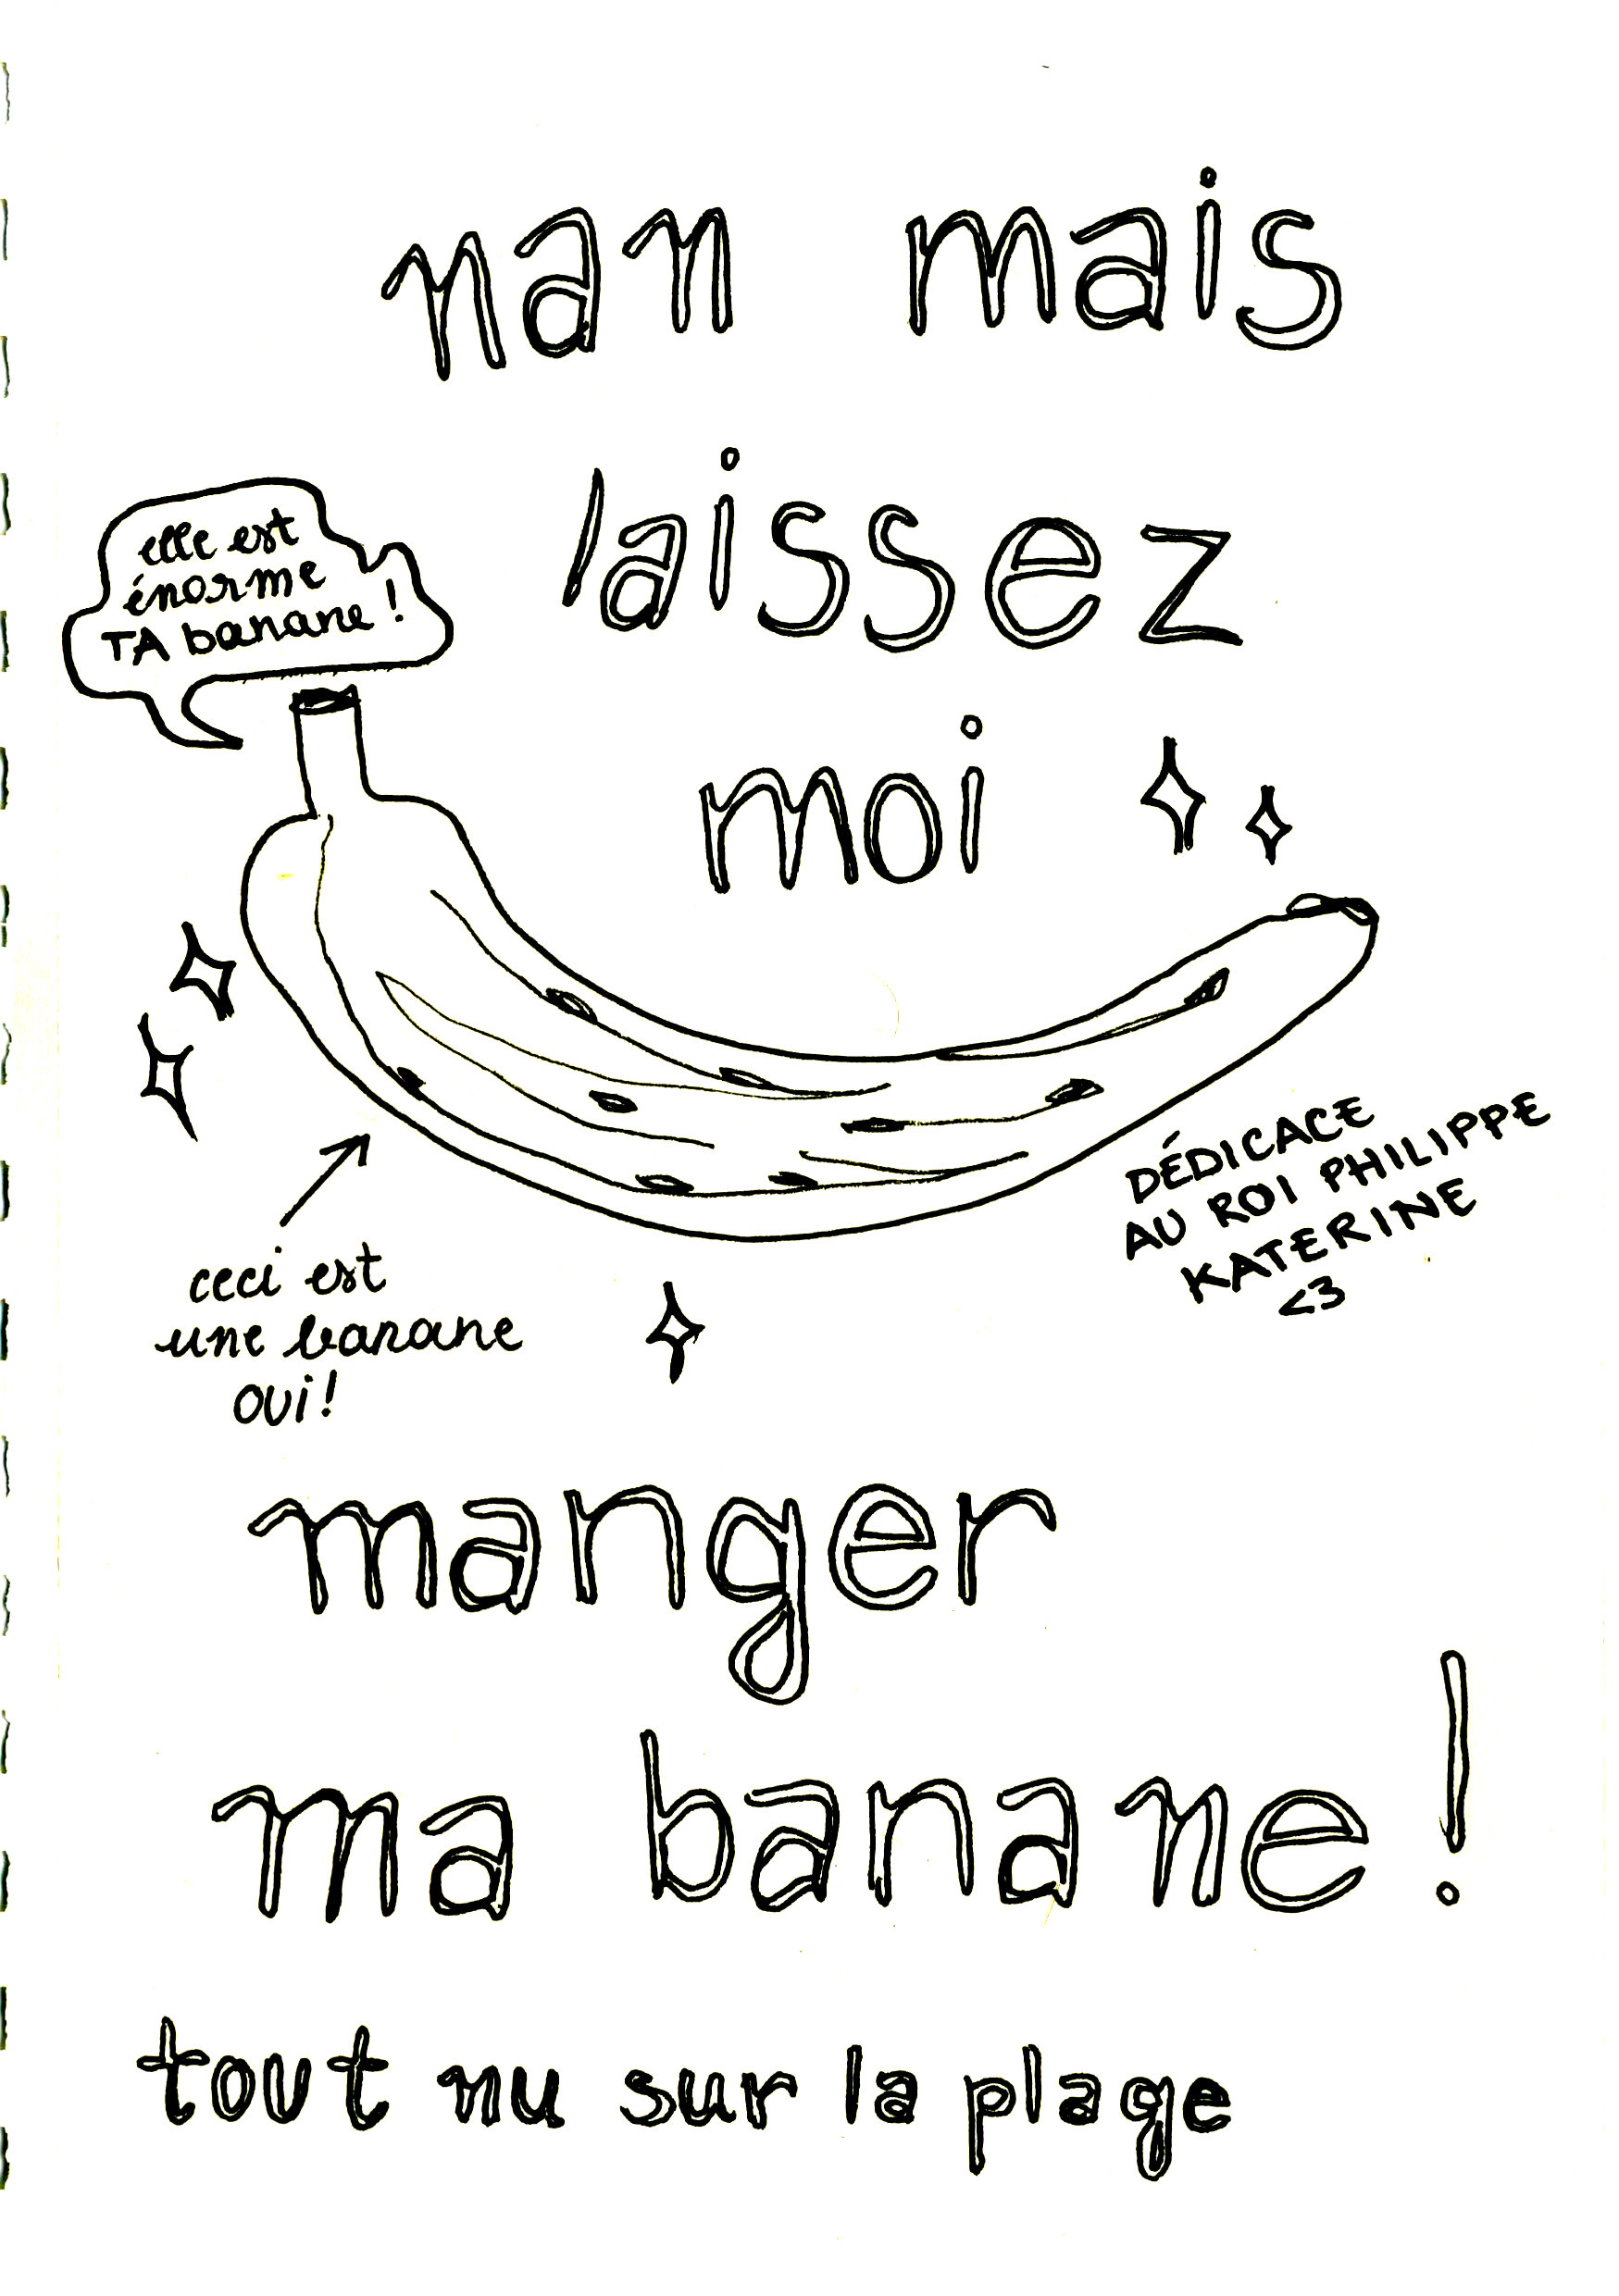 nan mais
laissez
elle est
énorme
TA banane!
moi
DÉDICACE
AU ROI PHILIPPE
KATERINE
<3
ceci est
une banane
oui!
manger
ma banane!
tout nu sur la plage